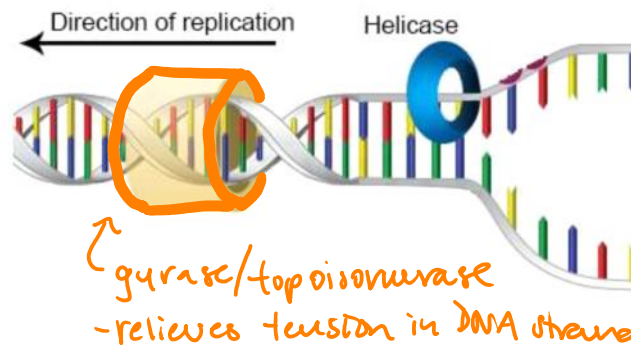 Direction of replication
Helicase
gyrase/topoisomerase
-relieves tension in DNA strand